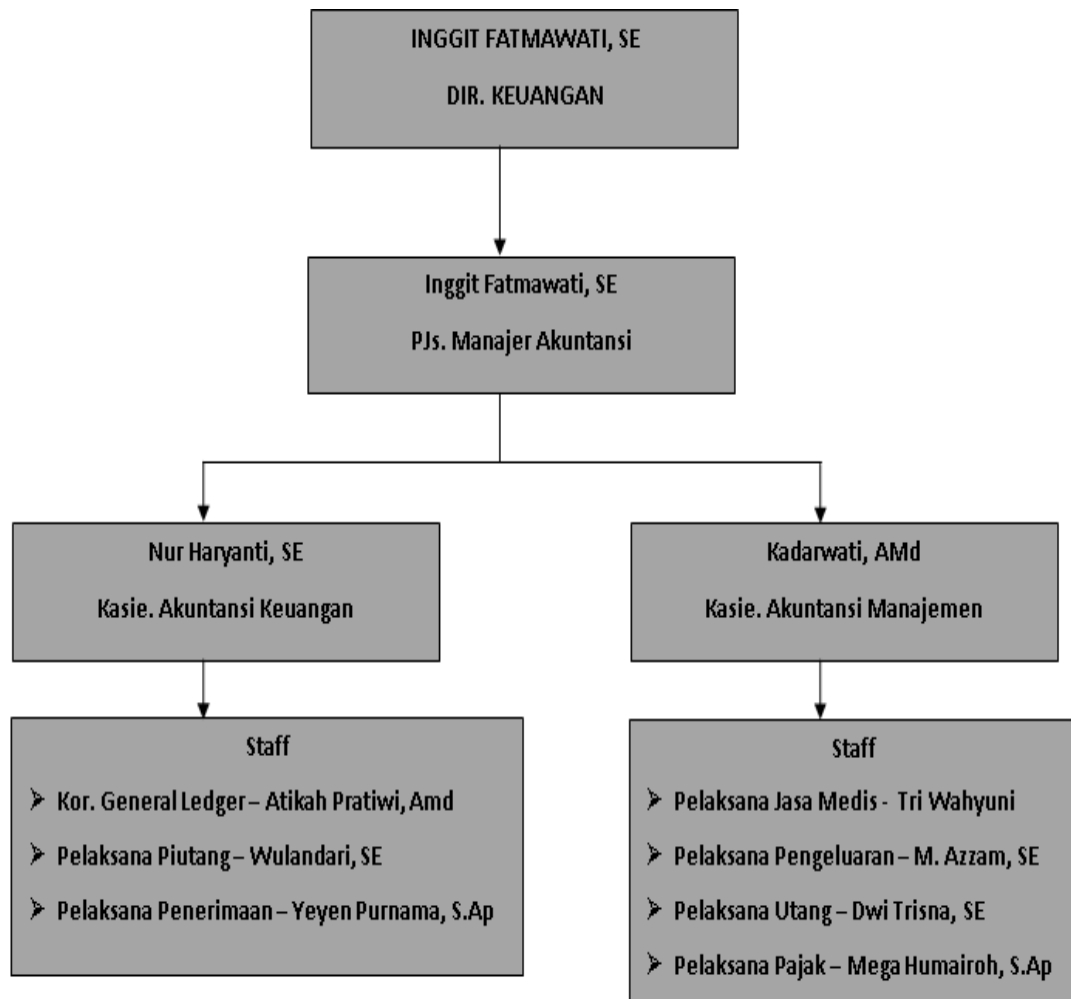 INGGIT FATMAWATI, SE
DIR. KEUANGAN
Inggit Fatmawati, SE
PJs. Manajer Akuntansi
Nur Haryanti, SE
Kasie. Akuntansi Keuangan
Kadarwati, AMd
Kasie. Akuntansi Manajemen
Staff
➢ Kor. General Ledger – Atikah Pratiwi, Amd
➢ Pelaksana Piutang – Wulandari, SE
➢ Pelaksana Penerimaan – Yeyen Purnama, S.Ap
Staff
➢ Pelaksana Jasa Medis - Tri Wahyuni
➢ Pelaksana Pengeluaran – M. Azzam, SE
➢ Pelaksana Utang – Dwi Trisna, SE
➢ Pelaksana Pajak – Mega Humairoh, S.Ap